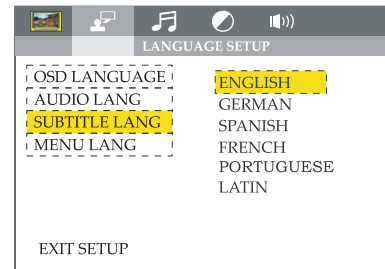 LANGUAGE SETUP
OSD LANGUAGE
AUDIO LANG
SUBTITLE LANG
MENU LANG
ENGLISH
GERMAN
SPANISH
FRENCH
PORTUGUESE
LATIN
EXIT SETUP